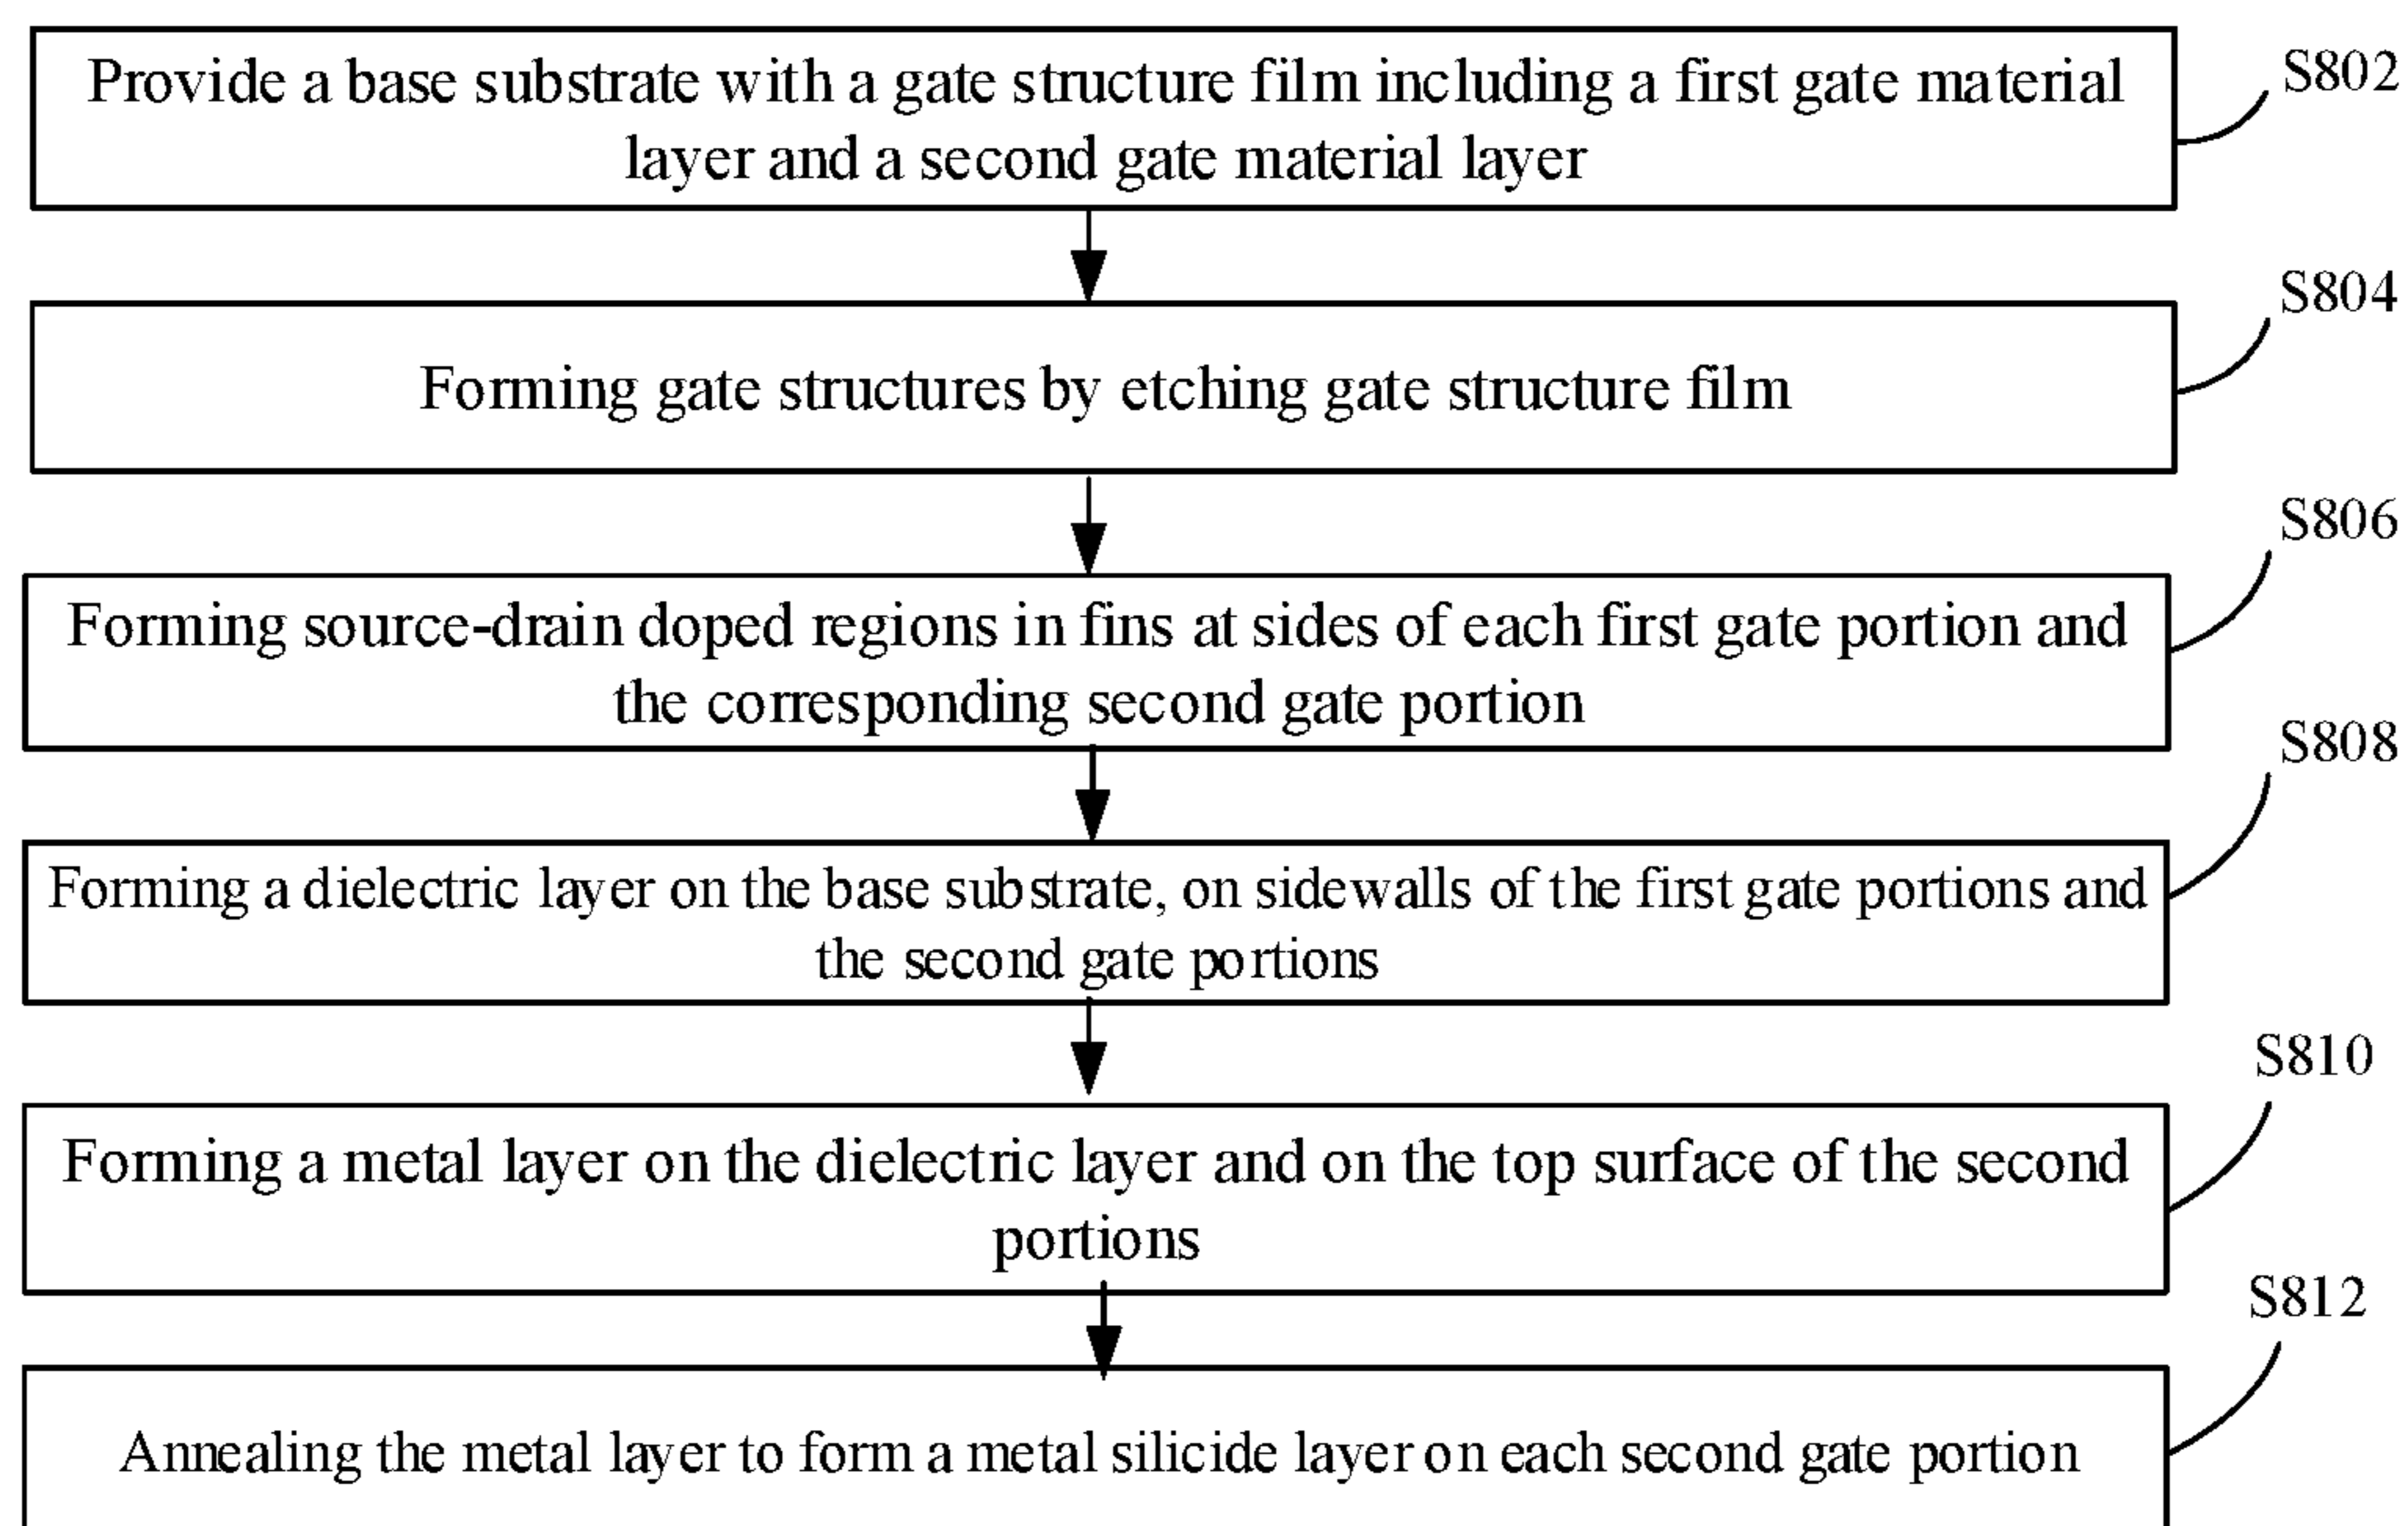 Provide a base substrate with a gate structure film including a first gate material
layer and a second gate material layer
S802
Forming gate structures by etching gate structure film
S804
Forming source-drain doped regions in fins at sides of each first gate portion and
the corresponding second gate portion
S806
Forming a dielectric layer on the base substrate, on sidewalls of the first gate portions and
the second gate portions
S808
Forming a metal layer on the dielectric layer and on the top surface of the second
portions
S810
Annealing the metal layer to form a metal silicide layer on each second gate portion
S812